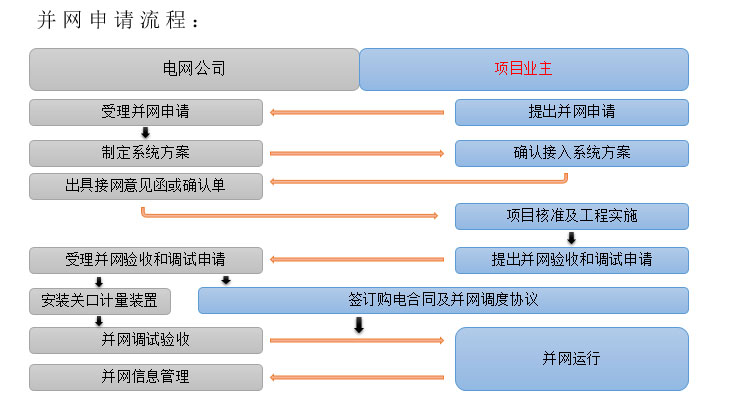 并网申请流程：
电网公司
项目业主
受理并网申请
提出并网申请
制定系统方案
确认接入系统方案
出具接网意见函或确认单
项目核准及工程实施
受理并网验收和调试申请
提出并网验收和调试申请
安装关口计量装置
签订购电合同及并网调度协议
并网调试验收
并网运行
并网信息管理